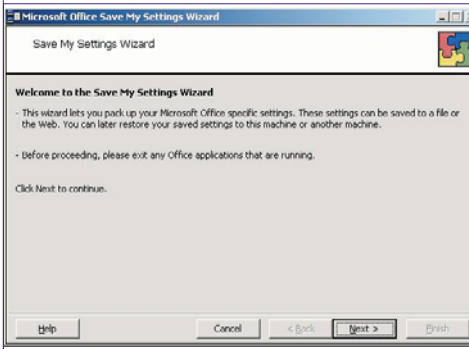 Microsoft Office Save My Settings Wizard
Save My Settings Wizard
Welcome to the Save My Settings Wizard
- This wizard lets you pack up your Microsoft Office specific settings. These settings can be saved to a file or
the Web. You can later restore your saved settings to this machine or another machine.
- Before proceeding, please exit any Office applications that are running.
Click Next to continue.
Help Cancel < Back Next > Finish